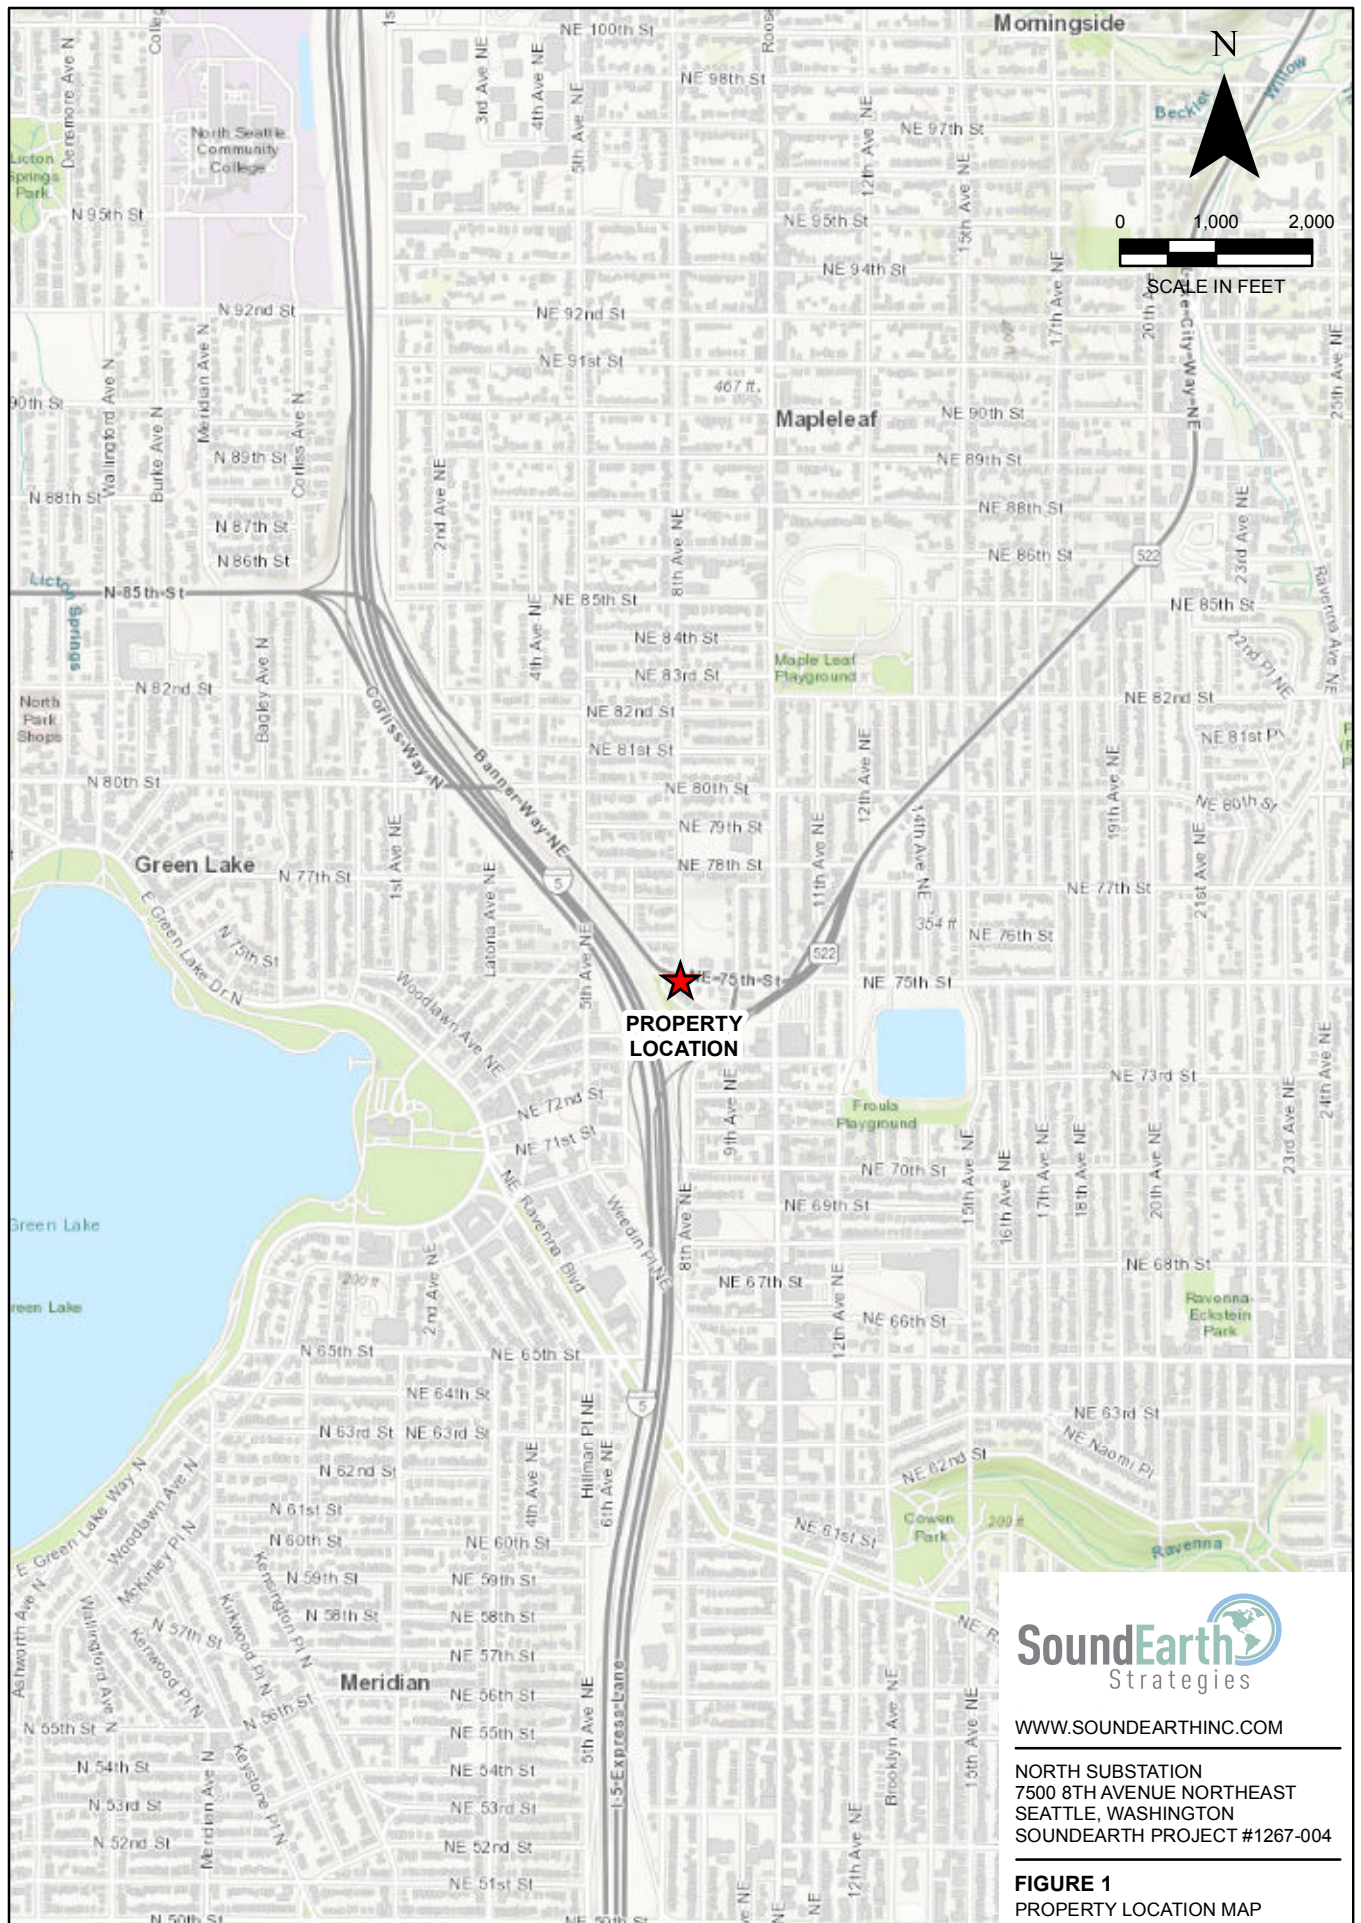 Morningside
N
NE 100th St
NE 98th St
3rd Ave NE
4th Ave NE
5th Ave NE
Densmore Ave N
North Seattle
Community
College
Licton
Springs
Park
N 95th St
NE 97th St
12th Ave NE
15th Ave NE
NE 95th St
NE 94th St
Willow
0 1,000 2,000
SCALE IN FEET
17th Ave NE
N 92nd St
NE 92nd St
NE 91st St
467 ft.
Mapleleaf
NE 90th St
90th St
Meridian Ave N
Wallingford Ave N
Burke Ave N
Corliss Ave N
25th Ave NE
N 89th St
NE 89th St
N 88th St
NE 88th St
2nd Ave NE
8th Ave NE
N 87th St
N 86th St
NE 86th St
522
23rd Ave NE
Ravenna Ave NE
Licton Springs
N 85th St
NE 85th St
NE 85th St
4th Ave NE
NE 84th St
22nd Pl NE
Maple Leaf
Playground
NE 83rd St
N 82nd St
NE 82nd St
NE 82nd St
North
Park
Shops
Bagley Ave N
Corliss Way N
Banner Way NE
NE 81st St
NE 81st P
12th Ave NE
19th Ave NE
N 80th St
NE 80th St
NE 80th St
NE 79th St
11th Ave NE
14th Ave NE
1st Ave NE
Green Lake
NE 78th St
N 77th St
5
NE 77th St
21st Ave NE
E Green Lake Dr N
N 75th St
Latona Ave NE
5th Ave NE
354 ft
NE 76th St
522
Woodlawn Ave NE
NE 75th St
NE 75th St
PROPERTY
LOCATION
24th Ave NE
NE 73rd St
NE 72nd St
9th Ave NE
Froula
Playground
23rd Ave NE
NE 71st St
NE 70th St
15th Ave NE
16th Ave NE
17th Ave NE
18th Ave NE
20th Ave NE
NE Ravenna Blvd
Weedin Pl NE
8th Ave NE
NE 69th St
Green Lake
NE 68th St
2nd Ave NE
200 ft
NE 67th St
12th Ave NE
Ravenna-
Eckstein
Park
reen Lake
NE 66th St
N 65th St
NE 65th St
NE 64th St
5
Hillman Pl NE
N 63rd St
NE 63rd St
NE 63rd St
NE Naomi Pl
N 62nd St
4th Ave NE
6th Ave NE
NE 62nd St
E Green Lake Way N
Woodlawn Ave N
N 61st St
NE 61st St
Cowen
Park
200 ft
N 60th St
NE 60th St
Ravenna
McKinley Pl N
Kensington Pl N
N 59th St
NE 59th St
Ashworth Ave N
Wallingford Ave N
Kirkwood Pl N
N 58th St
NE 58th St
N 57th St
Kenwood Pl N
NE 57th St
NE R
Meridian
NE 56th St
N 56th St
5th Ave NE
I-5 Express Lane
Brooklyn Ave NE
15th Ave NE
N 55th St
NE 55th St
Keystone Pl N
N 54th St
NE 54th St
Meridian Ave N
N 53rd St
NE 53rd St
N 52nd St
NE 52nd St
12th Ave NE
NE 51st St
N 50th St
SoundEarth
Strategies
WWW.SOUNDEARTHINC.COM
NORTH SUBSTATION
7500 8TH AVENUE NORTHEAST
SEATTLE, WASHINGTON
SOUNDEARTH PROJECT #1267-004
FIGURE 1
PROPERTY LOCATION MAP